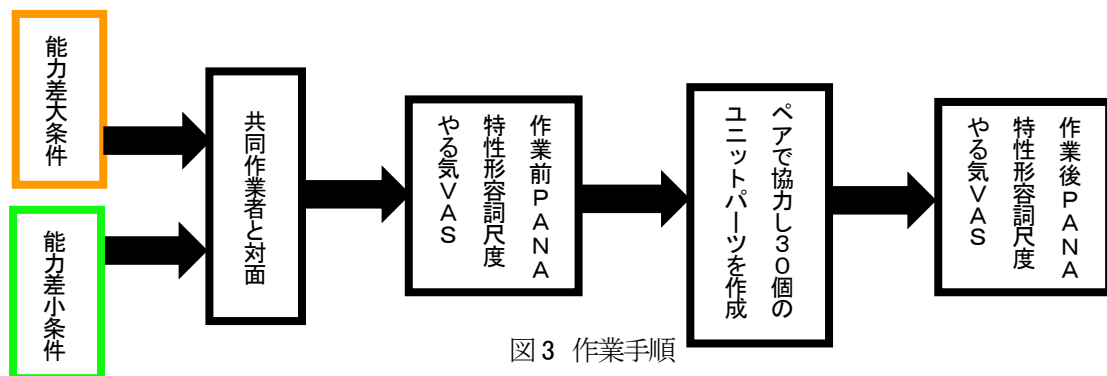 能力差大条件
能力差小条件
共同作業者と対面
作業前PANA
特性形容詞尺度
やる気VAS
ペアで協力し30個の
ユニットパーツを作成
作業後PANA
特性形容詞尺度
やる気VAS
図3 作業手順